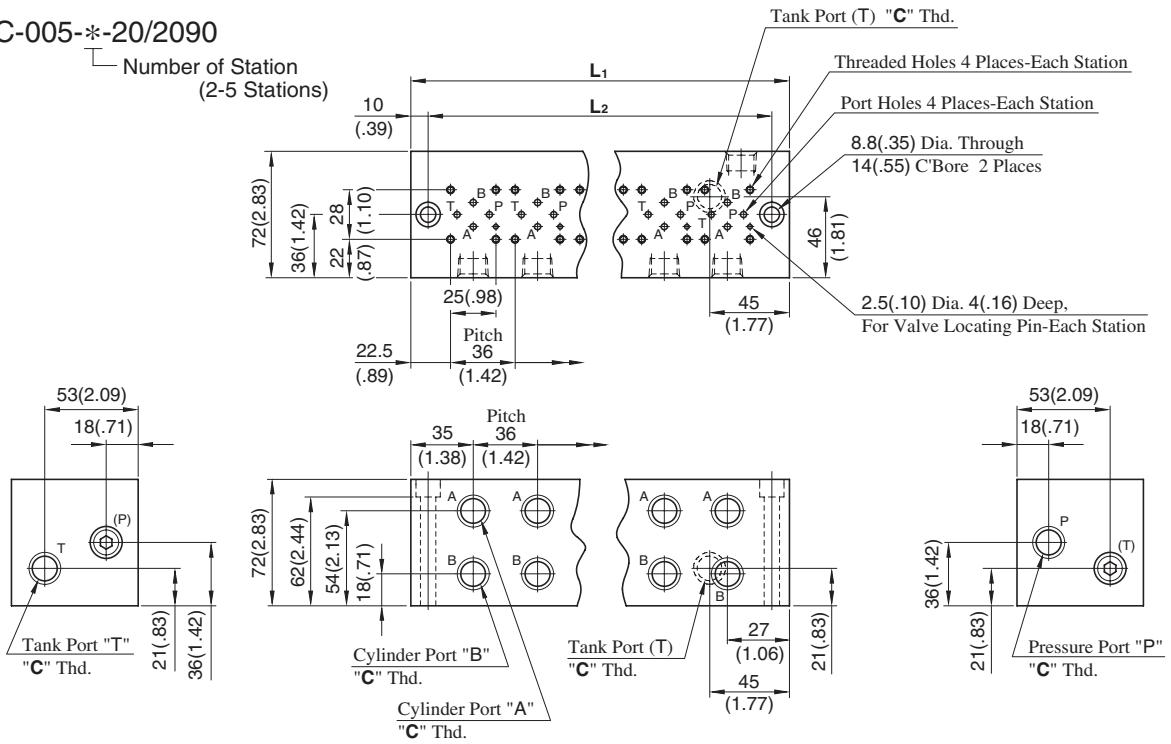 C-005-*-20/2090
Number of Station
(2-5 Stations)
Tank Port (T) "C" Thd.
Threaded Holes 4 Places-Each Station
Port Holes 4 Places-Each Station
8.8(.35) Dia. Through
14(.55) C'Bore 2 Places
2.5(.10) Dia. 4(.16) Deep,
For Valve Locating Pin-Each Station
L1
L2
10
(.39)
72(2.83)
36(1.42)
28
(1.10)
22
(.87)
T
B
P
A
T
B
P
A
T
B
P
A
T
B
P
A
46
(1.81)
45
(1.77)
25(.98)
Pitch
36
(1.42)
22.5
(.89)
53(2.09)
18(.71)
T
(P)
21(.83)
36(1.42)
Tank Port "T"
"C" Thd.
35
(1.38)
Pitch
36
(1.42)
72(2.83)
62(2.44)
54(2.13)
18(.71)
A
A
A
A
B
B
B
B
27
(1.06)
45
(1.77)
21(.83)
Cylinder Port "B"
"C" Thd.
Cylinder Port "A"
"C" Thd.
Tank Port (T)
"C" Thd.
53(2.09)
18(.71)
P
(T)
36(1.42)
21(.83)
Pressure Port "P"
"C" Thd.